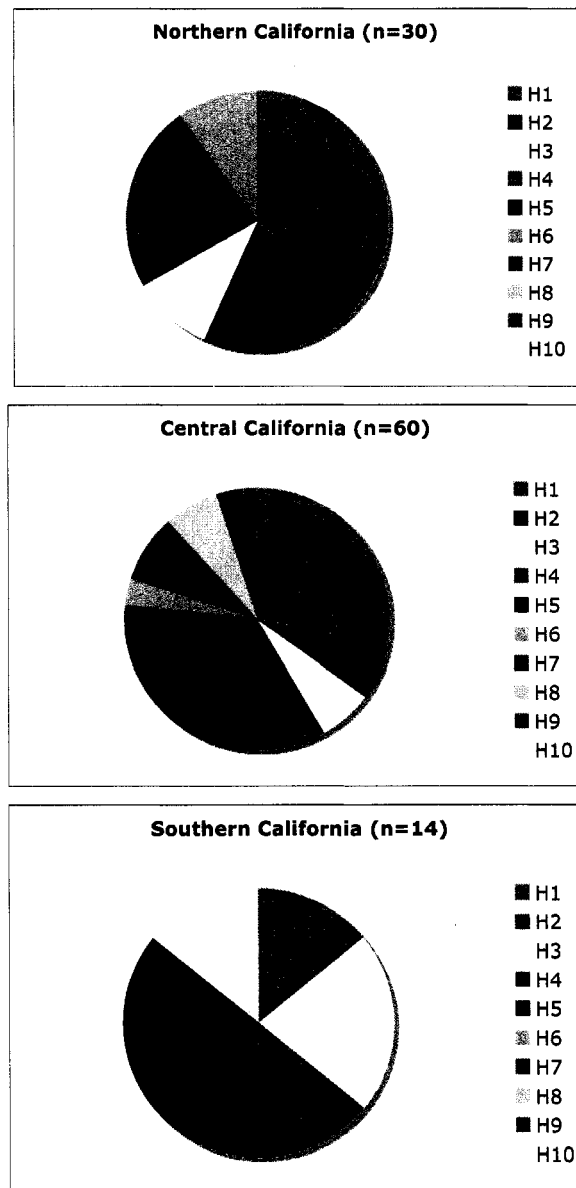 Northern California (n=30)
H1
H2
H3
H4
H5
H6
H7
H8
H9
H10
Central California (n=60)
H1
H2
H3
H4
H5
H6
H7
H8
H9
H10
Southern California (n=14)
H1
H2
H3
H4
H5
H6
H7
H8
H9
H10